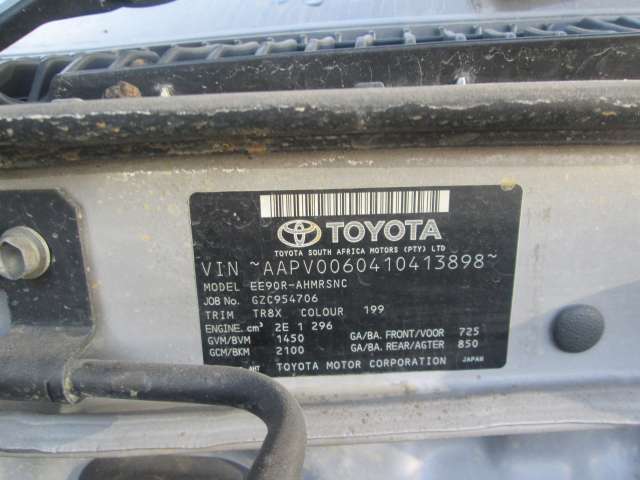 TOYOTA
TOYOTA SOUTH AFRICA MOTORS (PTY) LTD
VIN ~AAPV0060410413898~
MODEL EE90R-AHMRSNC
JOB No. GZC954706
TRIM TR8X COLOUR 199
ENGINE.cm³ 2E 1 296
GVM/BVM 1450 GA/BA. FRONT/VOOR 725
GCM/BKM 2100 GA/BA. REAR/AGTER 850
AHT TOYOTA MOTOR CORPORATION JAPAN